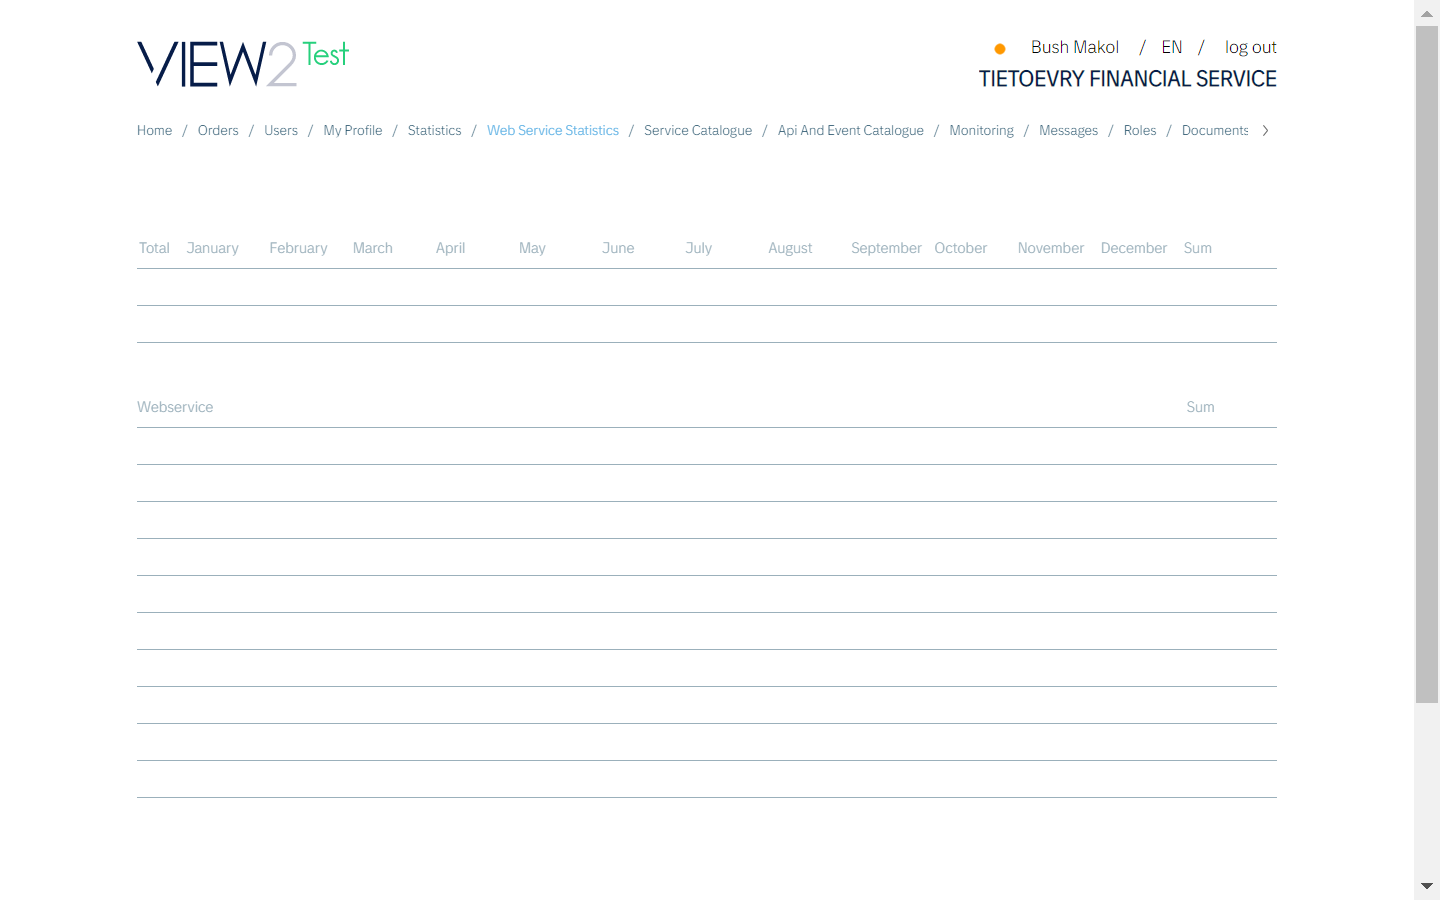 VIEW2 Test
Bush Makol / EN / log out
TIETOEVRY FINANCIAL SERVICE
Home / Orders / Users / My Profile / Statistics / Web Service Statistics / Service Catalogue / Api And Event Catalogue / Monitoring / Messages / Roles / Documents
Total January February March April May June July August September October November December Sum
Webservice Sum